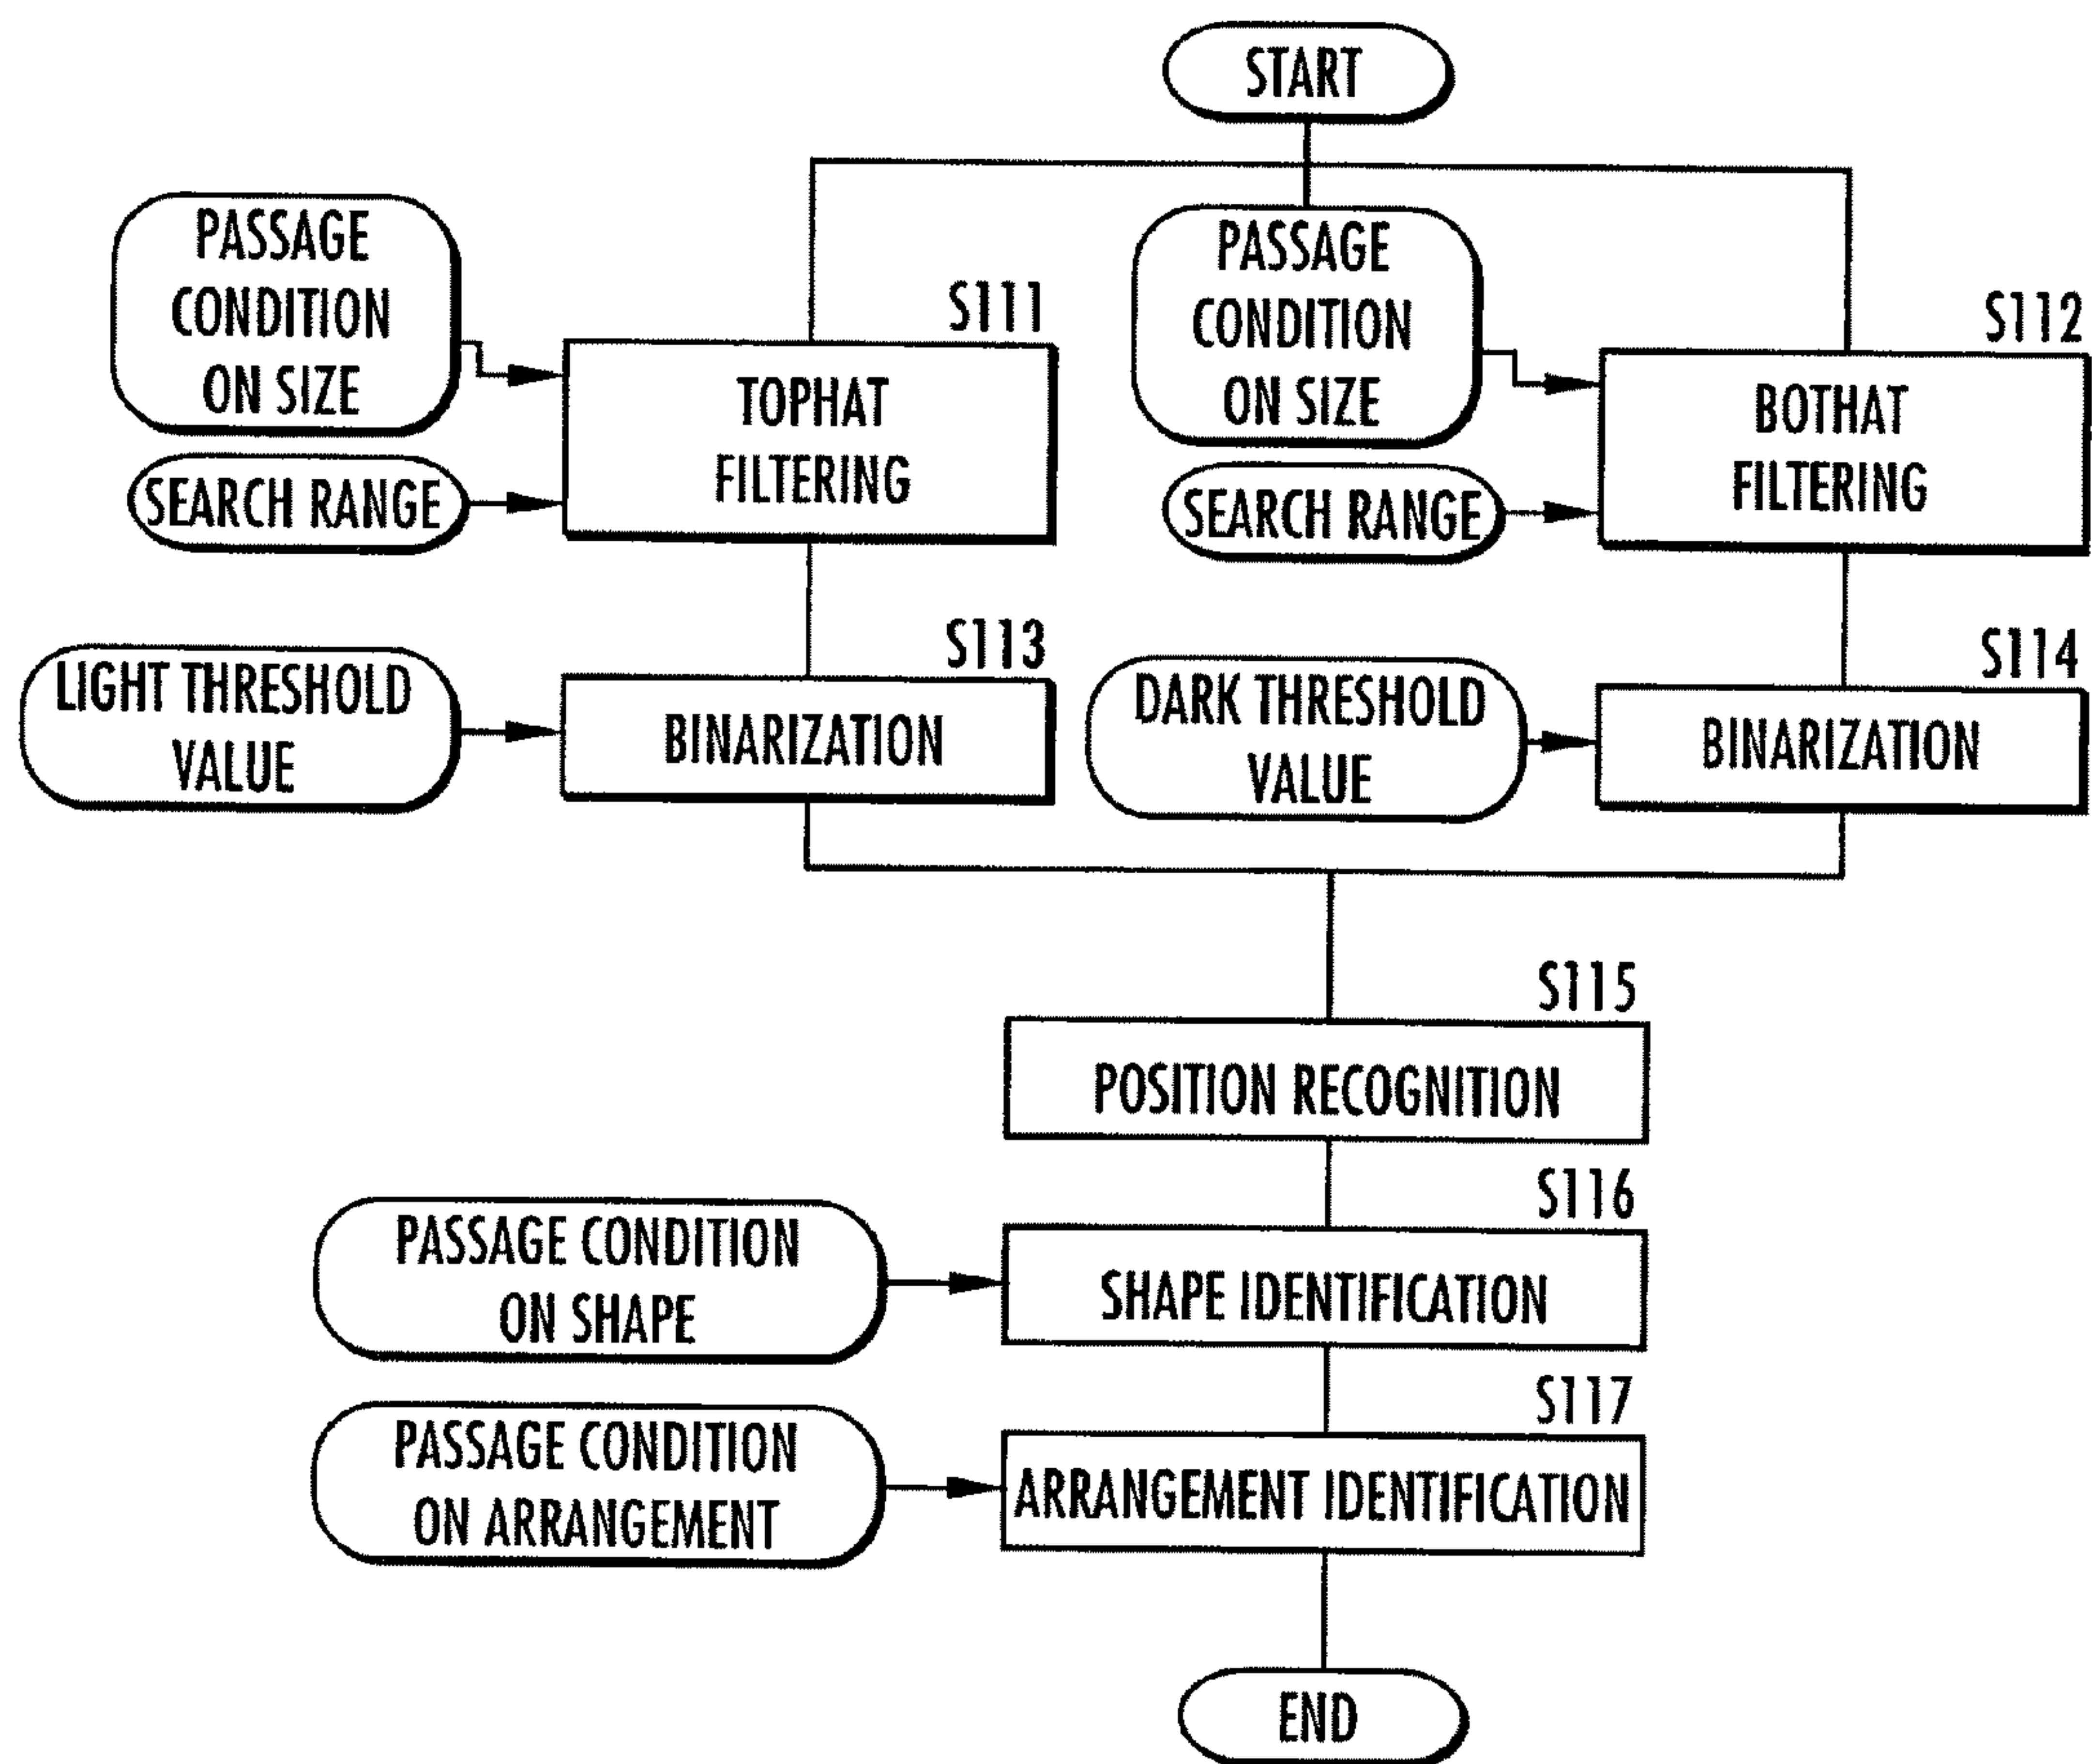 START
PASSAGE
CONDITION
ON SIZE
SEARCH RANGE
S111
TOPHAT
FILTERING
PASSAGE
CONDITION
ON SIZE
SEARCH RANGE
S112
BOTHAT
FILTERING
LIGHT THRESHOLD
VALUE
S113
BINARIZATION
DARK THRESHOLD
VALUE
S114
BINARIZATION
S115
POSITION RECOGNITION
PASSAGE CONDITION
ON SHAPE
S116
SHAPE IDENTIFICATION
PASSAGE CONDITION
ON ARRANGEMENT
S117
ARRANGEMENT IDENTIFICATION
END